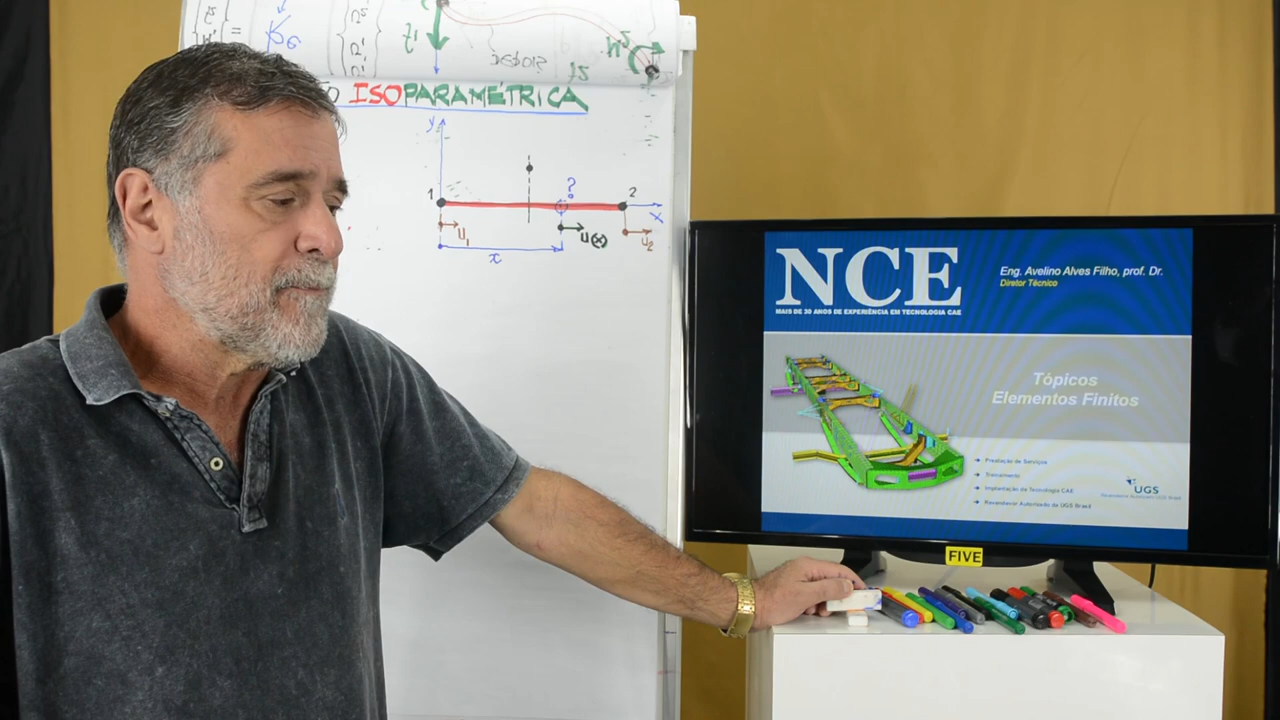 ISOPARAMÉTRICA
y
1
?
2
x
u₁
u(x)
u₂
x
NCE
MAIS DE 30 ANOS DE EXPERIÊNCIA EM TECNOLOGIA CAE
Eng. Avelino Alves Filho, prof. Dr.
Diretor Técnico
Tópicos
Elementos Finitos
Prestação de Serviços
Treinamento
Implantação da Tecnologia CAE
Revendedor Autorizado da UGS Brasil
UGS
FIVE